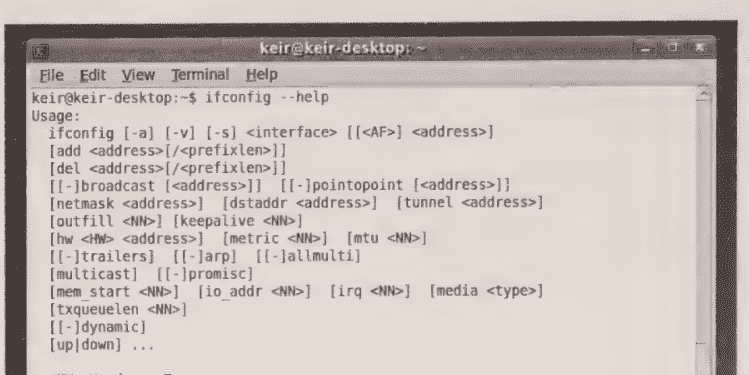 keir@keir-desktop: ~
File Edit View Terminal Help
keir@keir-desktop:~$ ifconfig --help
Usage:
  ifconfig [-a] [-v] [-s] <interface> [[<AF>] <address>]
  [add <address>[/<prefixlen>]]
  [del <address>[/<prefixlen>]]
  [[-]broadcast [<address>]]  [[-]pointopoint [<address>]]
  [netmask <address>]  [dstaddr <address>]  [tunnel <address>]
  [outfill <NN>] [keepalive <NN>]
  [hw <HW> <address>]  [metric <NN>]  [mtu <NN>]
  [[-]trailers]  [[-]arp]  [[-]allmulti]
  [multicast]  [[-]promisc]
  [mem_start <NN>]  [io_addr <NN>]  [irq <NN>]  [media <type>]
  [txqueuelen <NN>]
  [[-]dynamic]
  [up|down] ...